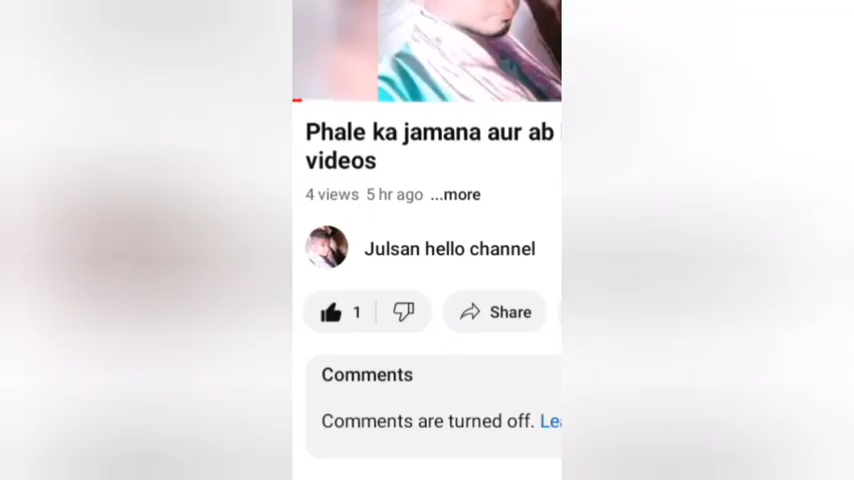 Phale ka jamana aur ab
videos
4 views 5 hr ago ...more
Julsan hello channel
1
Share
Comments
Comments are turned off.